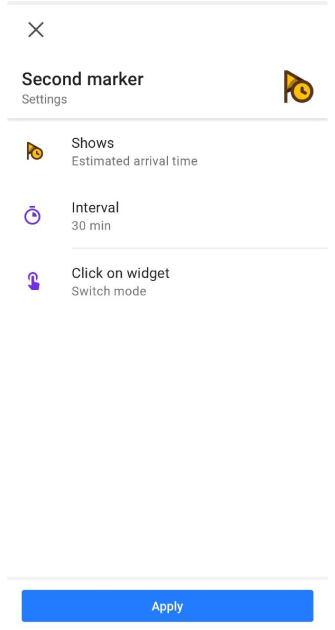 Second marker
Settings
Shows
Estimated arrival time
Interval
30 min
Click on widget
Switch mode
Apply